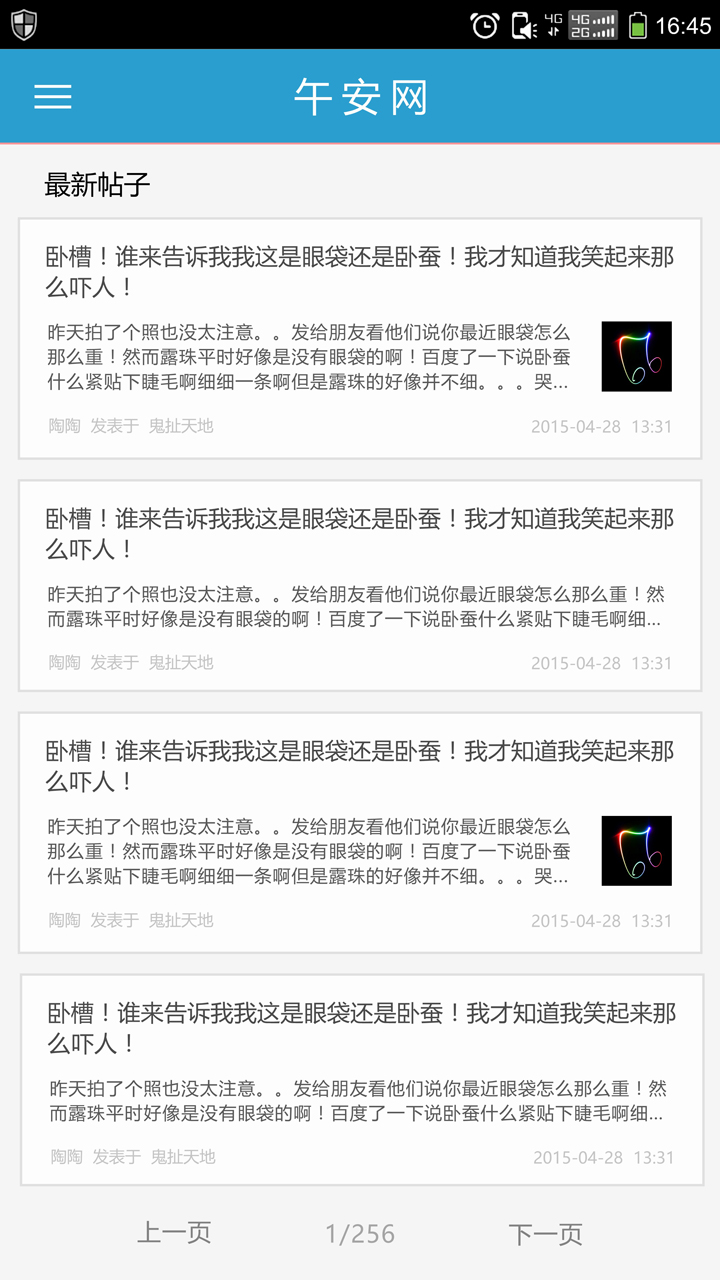 4G 4G 2G 16:45
午安网
最新帖子
卧槽！谁来告诉我我这是眼袋还是卧蚕！我才知道我笑起来那
么吓人！
昨天拍了个照也没太注意。。发给朋友看他们说你最近眼袋怎么
那么重！然而露珠平时好像是没有眼袋的啊！百度了一下说卧蚕
什么紧贴下睫毛啊细细一条啊但是露珠的好像并不细。。。哭...
陶陶 发表于 鬼扯天地 2015-04-28 13:31
卧槽！谁来告诉我我这是眼袋还是卧蚕！我才知道我笑起来那
么吓人！
昨天拍了个照也没太注意。。发给朋友看他们说你最近眼袋怎么那么重！然
而露珠平时好像是没有眼袋的啊！百度了一下说卧蚕什么紧贴下睫毛啊细...
陶陶 发表于 鬼扯天地 2015-04-28 13:31
卧槽！谁来告诉我我这是眼袋还是卧蚕！我才知道我笑起来那
么吓人！
昨天拍了个照也没太注意。。发给朋友看他们说你最近眼袋怎么
那么重！然而露珠平时好像是没有眼袋的啊！百度了一下说卧蚕
什么紧贴下睫毛啊细细一条啊但是露珠的好像并不细。。。哭...
陶陶 发表于 鬼扯天地 2015-04-28 13:31
卧槽！谁来告诉我我这是眼袋还是卧蚕！我才知道我笑起来那
么吓人！
昨天拍了个照也没太注意。。发给朋友看他们说你最近眼袋怎么那么重！然
而露珠平时好像是没有眼袋的啊！百度了一下说卧蚕什么紧贴下睫毛啊细...
陶陶 发表于 鬼扯天地 2015-04-28 13:31
上一页 1/256 下一页